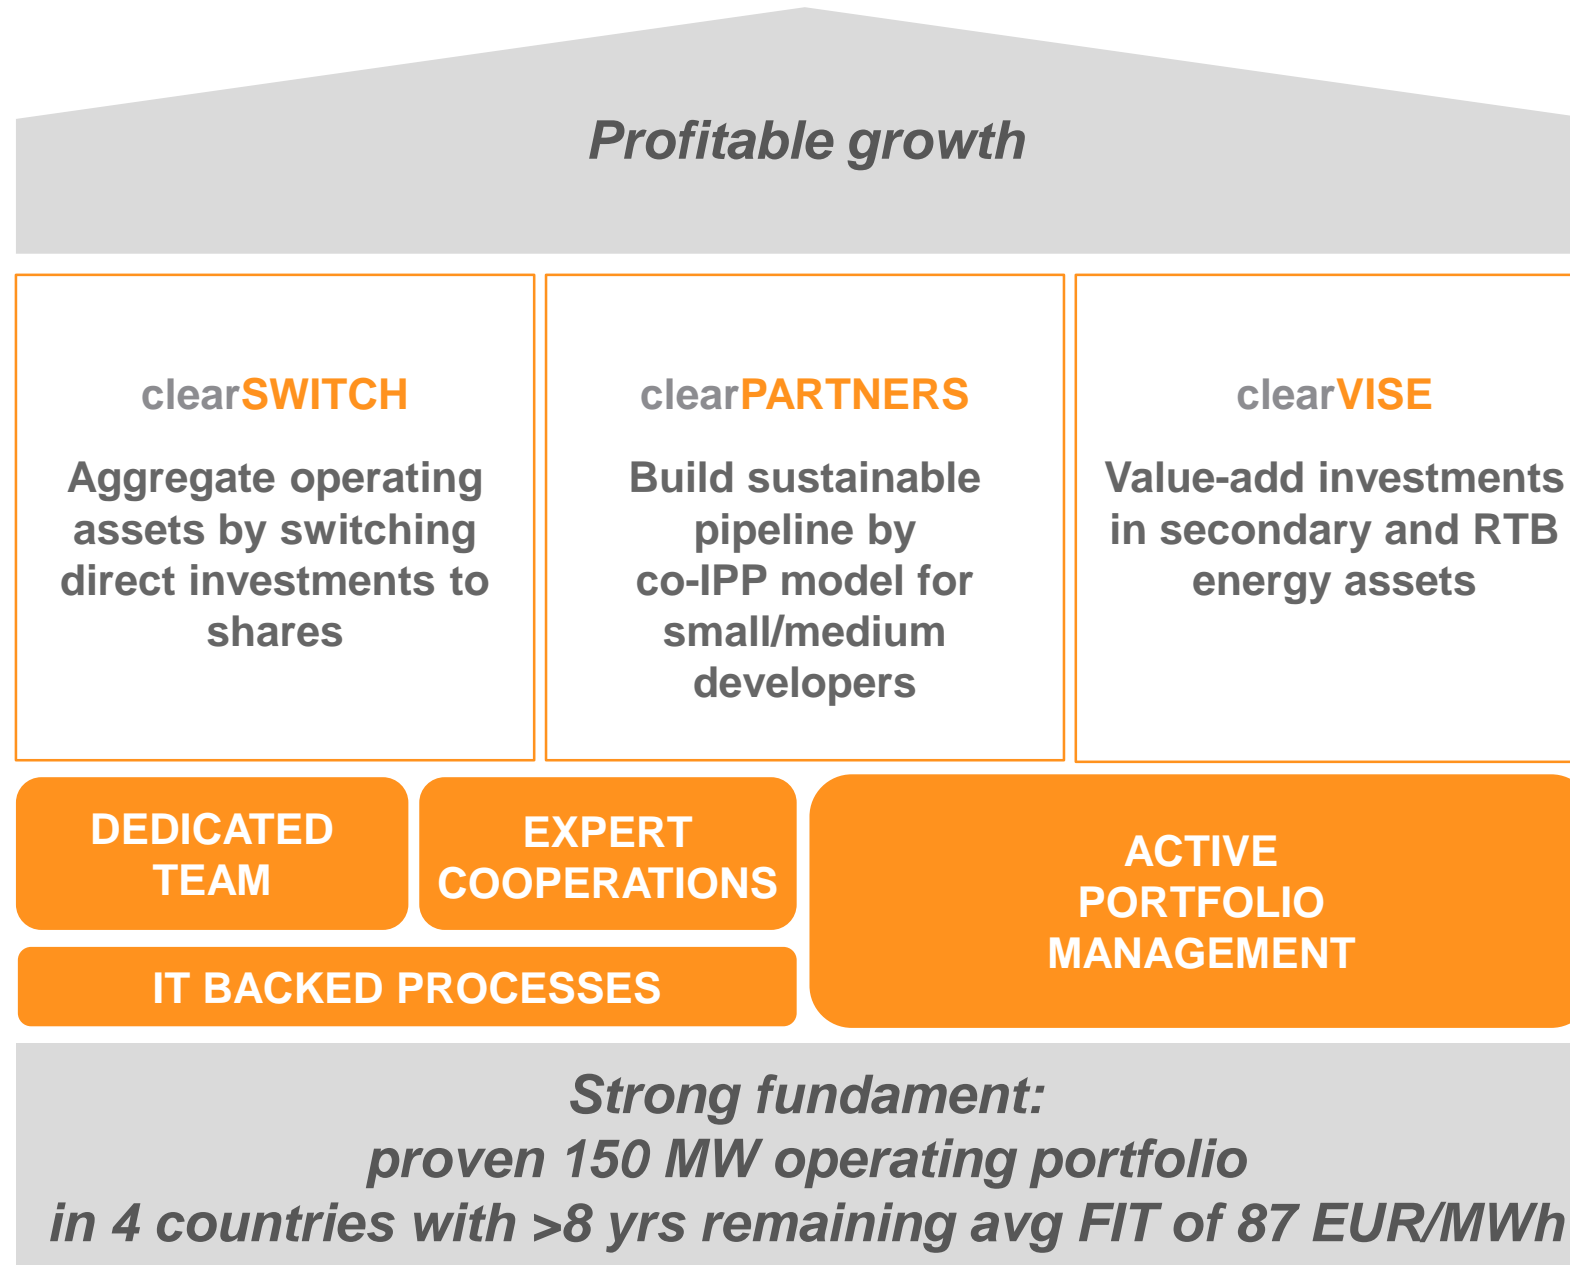 Profitable growth
clearSWITCH
Aggregate operating
assets by switching
direct investments to
shares
clearPARTNERS
Build sustainable
pipeline by
co-IPP model for
small/medium
developers
clearVISE
Value-add investments
in secondary and RTB
energy assets
DEDICATED
TEAM
EXPERT
COOPERATIONS
IT BACKED PROCESSES
ACTIVE
PORTFOLIO
MANAGEMENT
Strong fundament:
proven 150 MW operating portfolio
in 4 countries with >8 yrs remaining avg FIT of 87 EUR/MWh